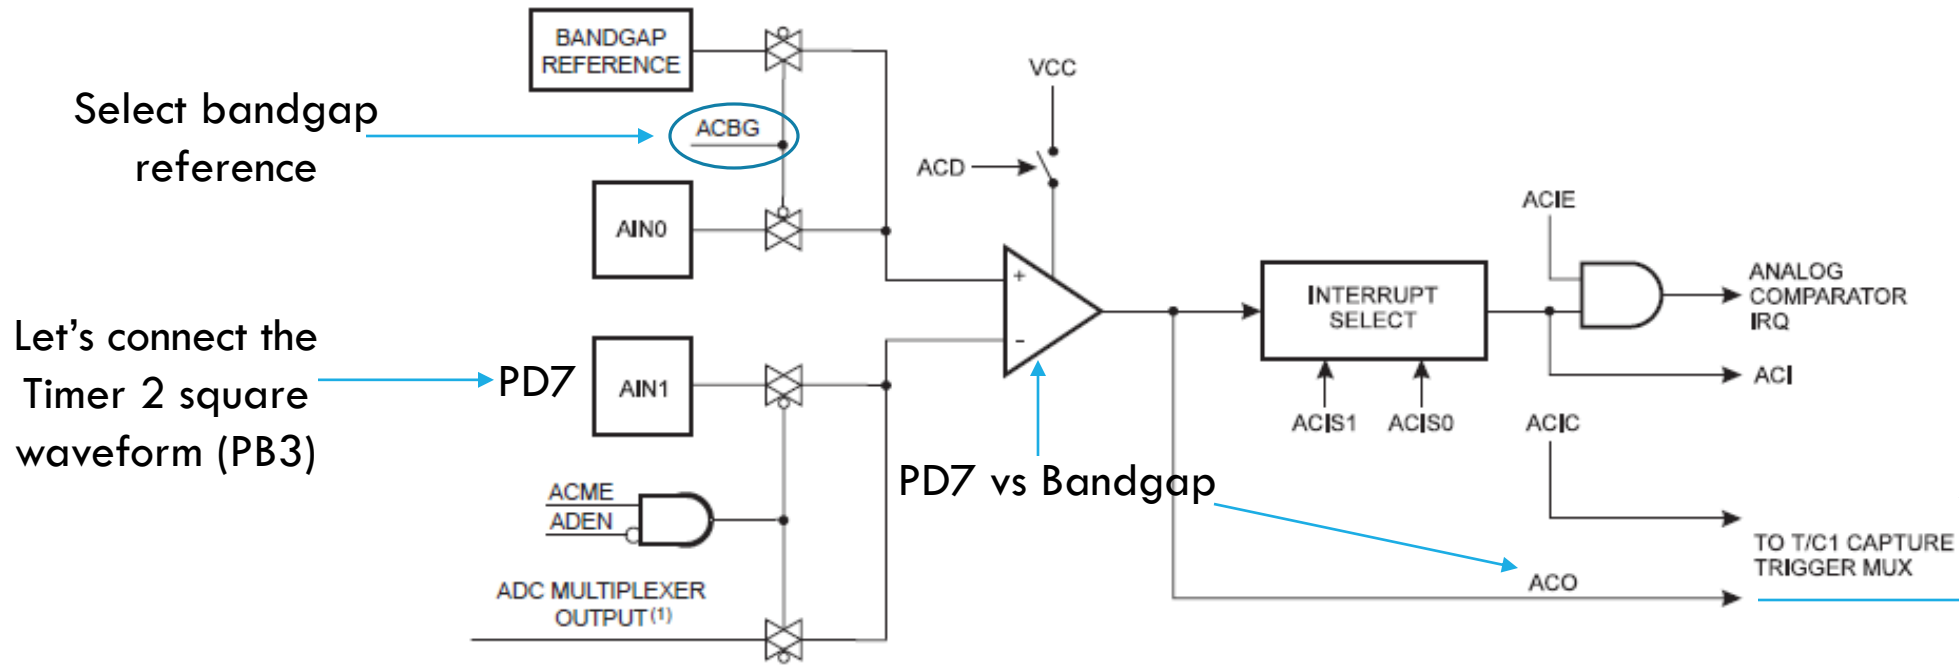 BANDGAP
REFERENCE
Select bandgap
reference
ACBG
VCC
ACD
AIN0
ACIE
+
-
INTERRUPT
SELECT
ANALOG
COMPARATOR
IRQ
ACI
Let's connect the
Timer 2 square
waveform (PB3)
PD7
AIN1
ACIS1 ACIS0
ACIC
PD7 vs Bandgap
ACME
ADEN
ADC MULTIPLEXER
OUTPUT(1)
ACO
TO T/C1 CAPTURE
TRIGGER MUX